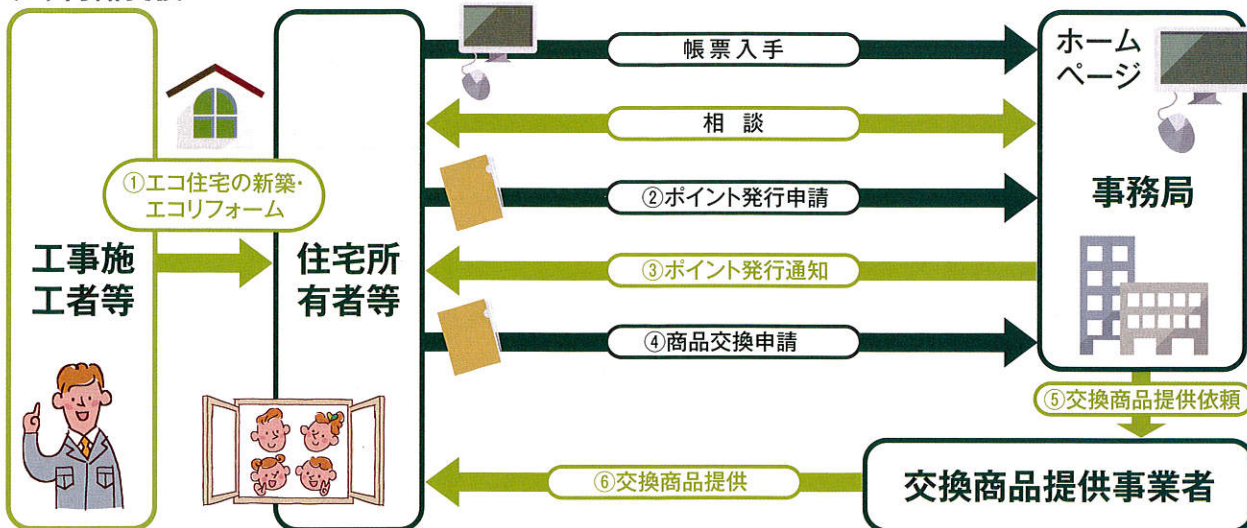 帳票入手
ホーム
ページ
相 談
①エコ住宅の新築・
エコリフォーム
②ポイント発行申請
事務局
工事施
工者等
住宅所
有者等
③ポイント発行通知
④商品交換申請
⑤交換商品提供依頼
⑥交換商品提供
交換商品提供事業者